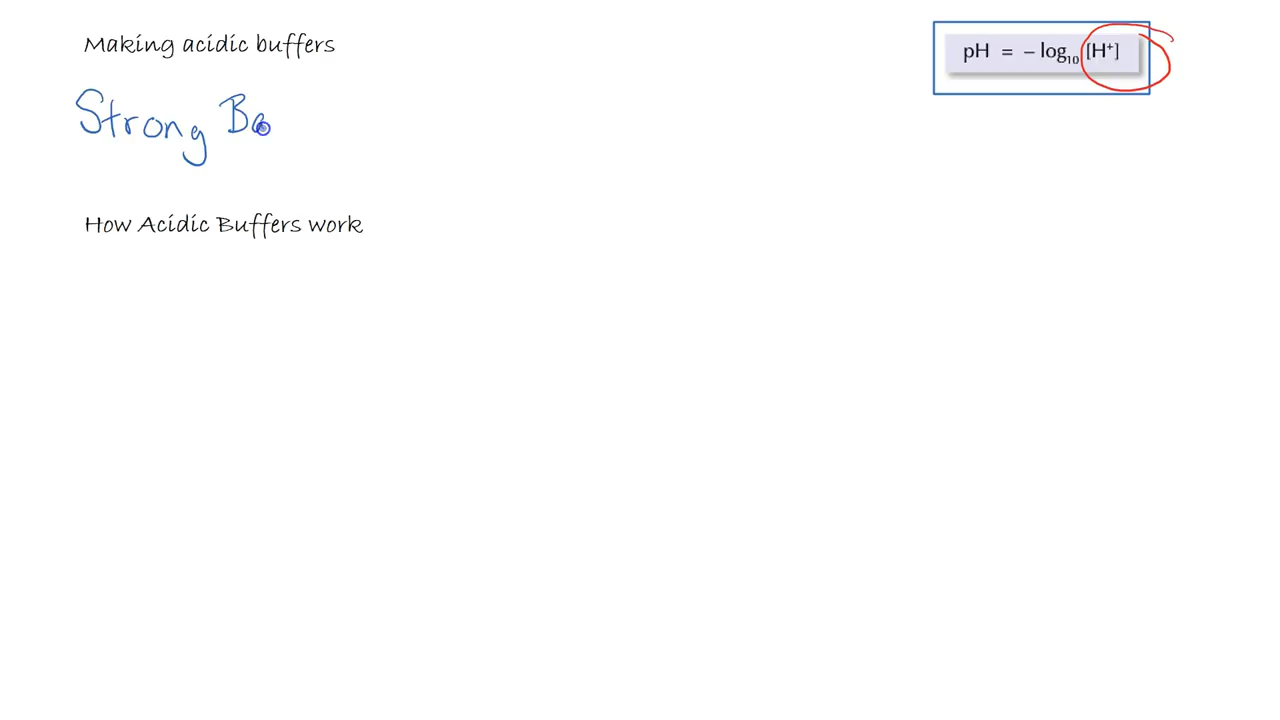 Making acidic buffers
pH = – log₁₀ [H⁺]
Strong Ba
How Acidic Buffers work